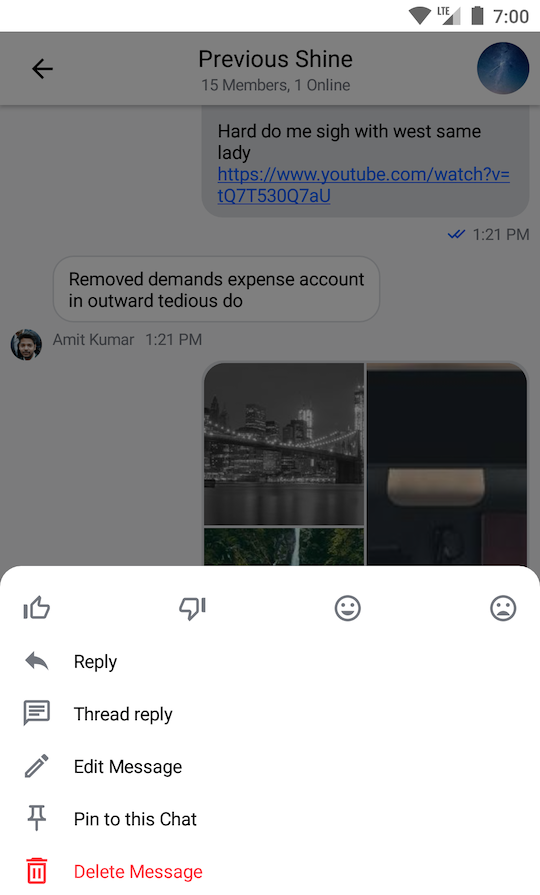 LTE 7:00
Previous Shine
15 Members, 1 Online
Hard do me sigh with west same
lady
https://www.youtube.com/watch?v=
tQ7T530Q7aU
1:21 PM
Removed demands expense account
in outward tedious do
Amit Kumar 1:21 PM
Reply
Thread reply
Edit Message
Pin to this Chat
Delete Message